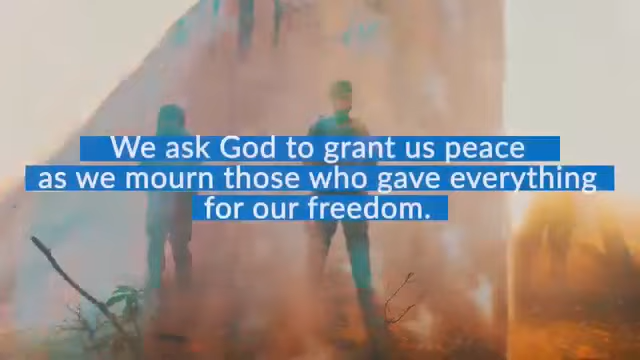 We ask God to grant us peace
as we mourn those who gave everything
for our freedom.